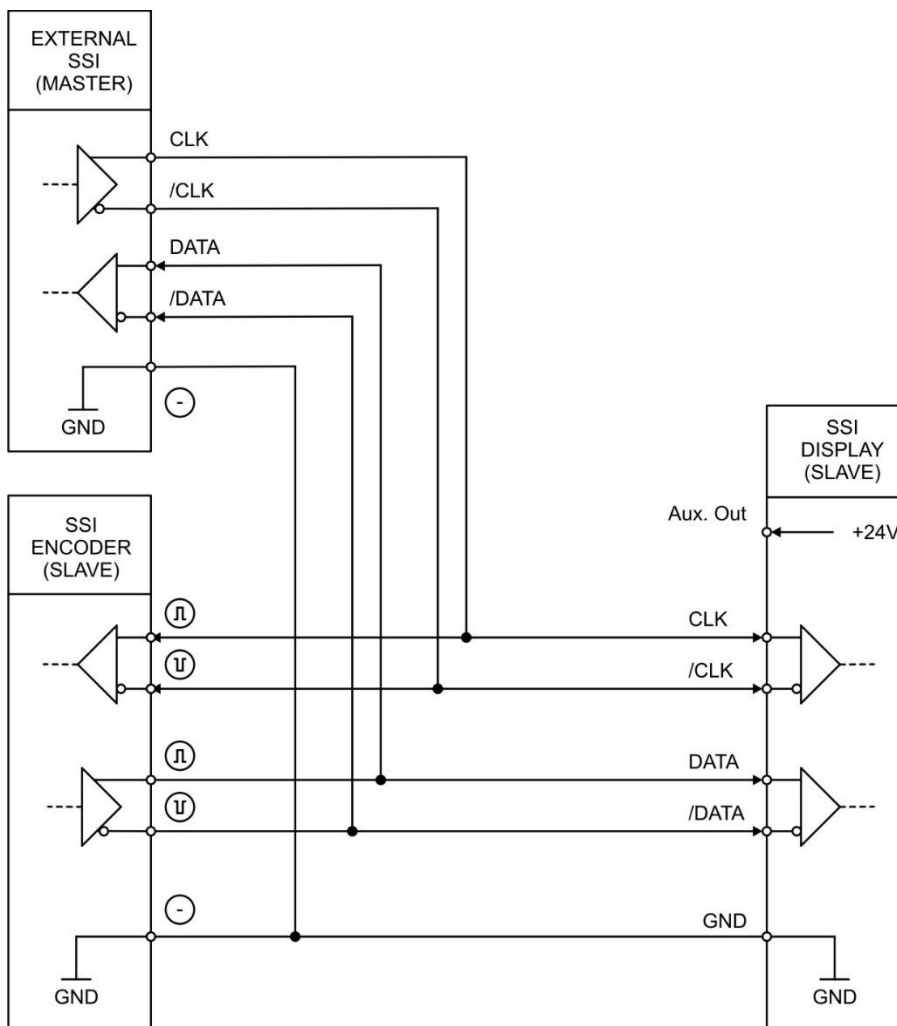 EXTERNAL
SSI
(MASTER)
CLK
/CLK
DATA
/DATA
-
GND
SSI
DISPLAY
(SLAVE)
Aux. Out
+24V
SSI
ENCODER
(SLAVE)
CLK
/CLK
DATA
/DATA
-
GND
GND
GND